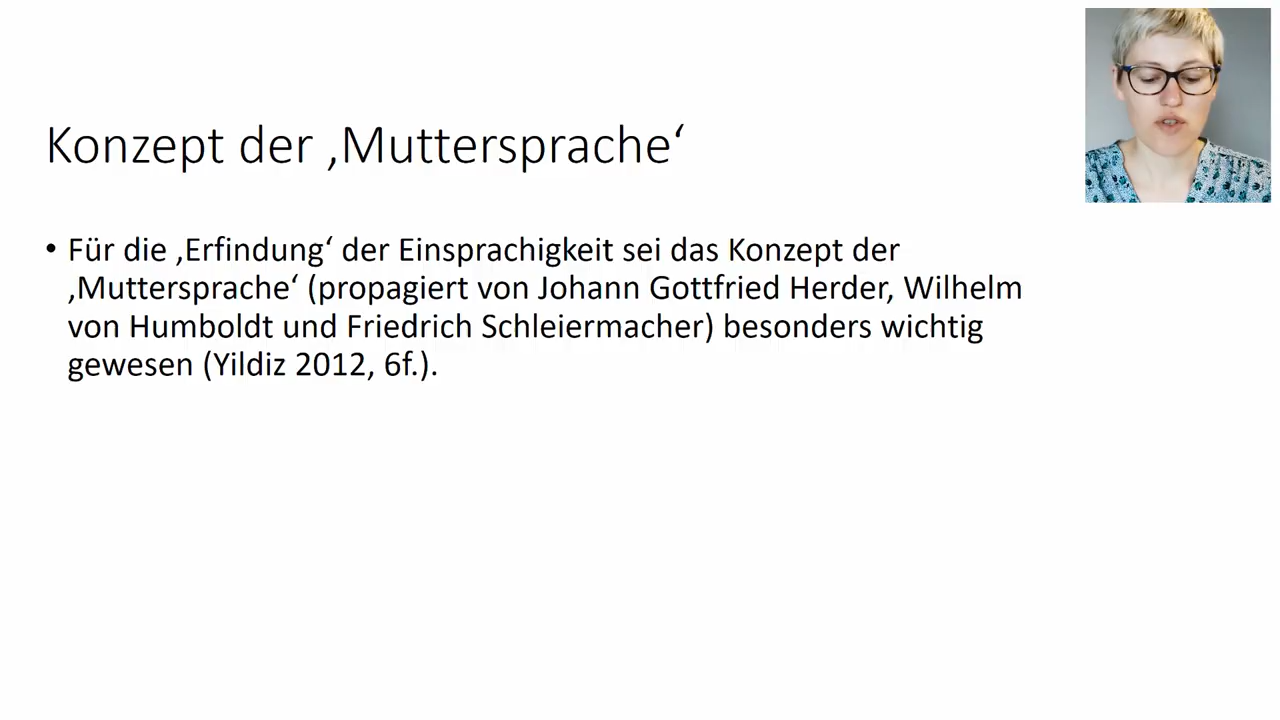 Konzept der ‚Muttersprache‘
• Für die ‚Erfindung‘ der Einsprachigkeit sei das Konzept der
‚Muttersprache‘ (propagiert von Johann Gottfried Herder, Wilhelm
von Humboldt und Friedrich Schleiermacher) besonders wichtig
gewesen (Yildiz 2012, 6f.).